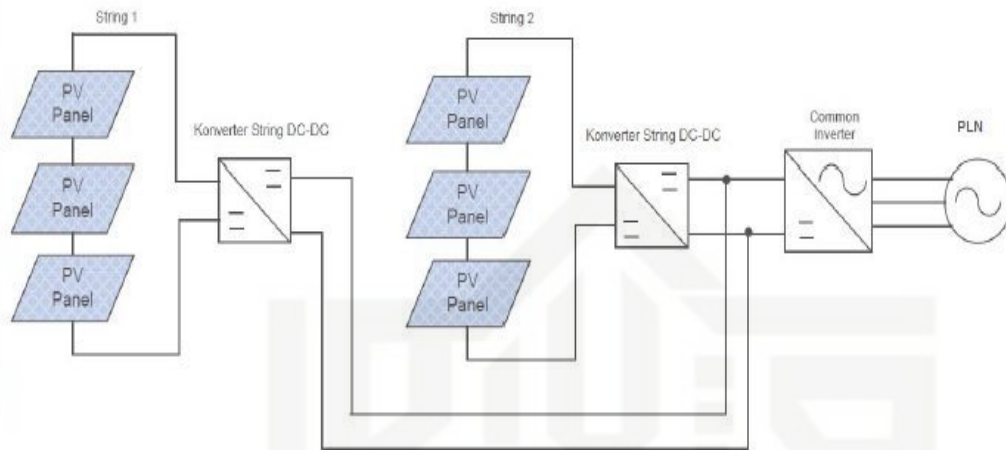 String 1
PV
Panel
PV
Panel
PV
Panel
Konverter String DC-DC
String 2
PV
Panel
PV
Panel
PV
Panel
Konverter String DC-DC
Common
Inverter
PLN